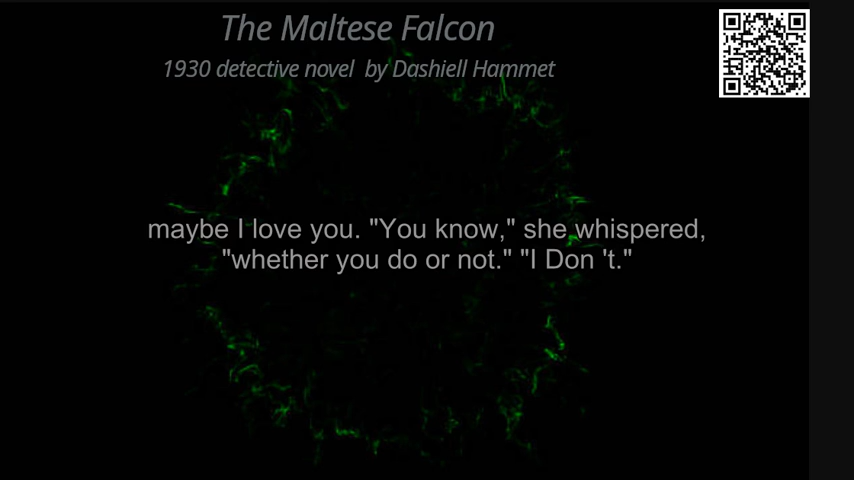 The Maltese Falcon
1930 detective novel by Dashiell Hammet
maybe I love you. "You know," she whispered,
"whether you do or not." "I Don 't."